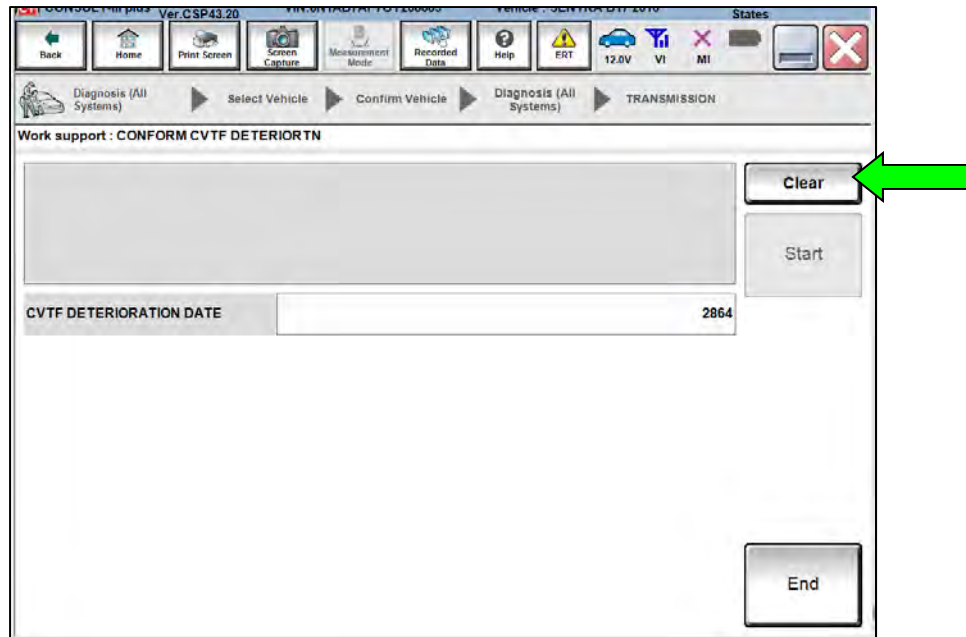 Ver.CSP43.20
States
Back
Home
Print Screen
Screen
Capture
Measurement
Mode
Recorded
Data
Help
ERT
12.0V
VI
MI
Diagnosis (All
Systems)
Select Vehicle
Confirm Vehicle
Diagnosis (All
Systems)
TRANSMISSION
Work support : CONFORM CVTF DETERIORTN
Clear
Start
CVTF DETERIORATION DATE
2864
End